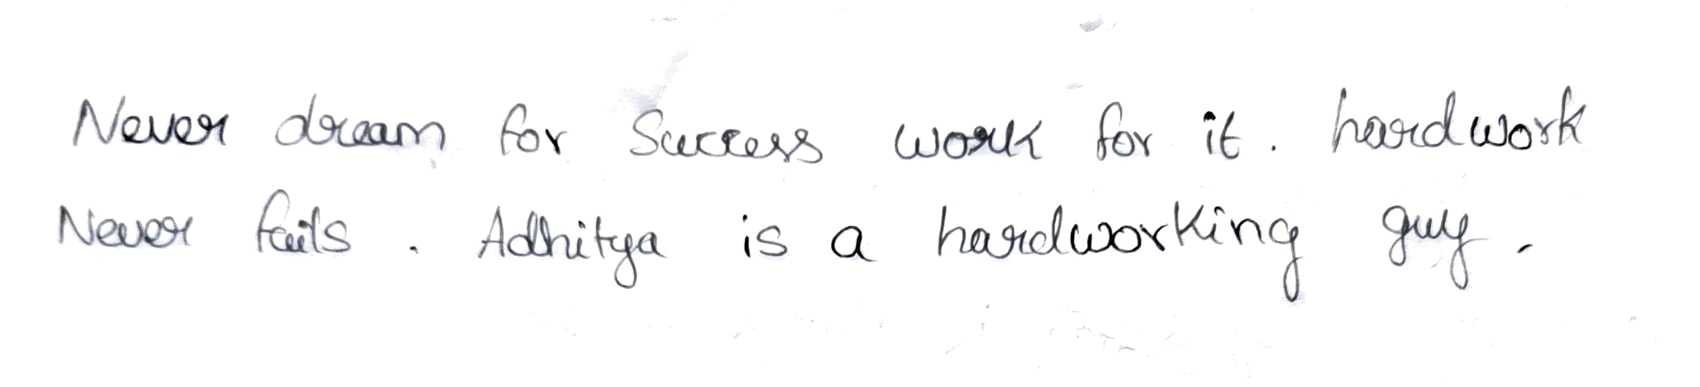 Never dream for Success work for it. hardwork
Never fails. Adhitya is a hardworking guy.